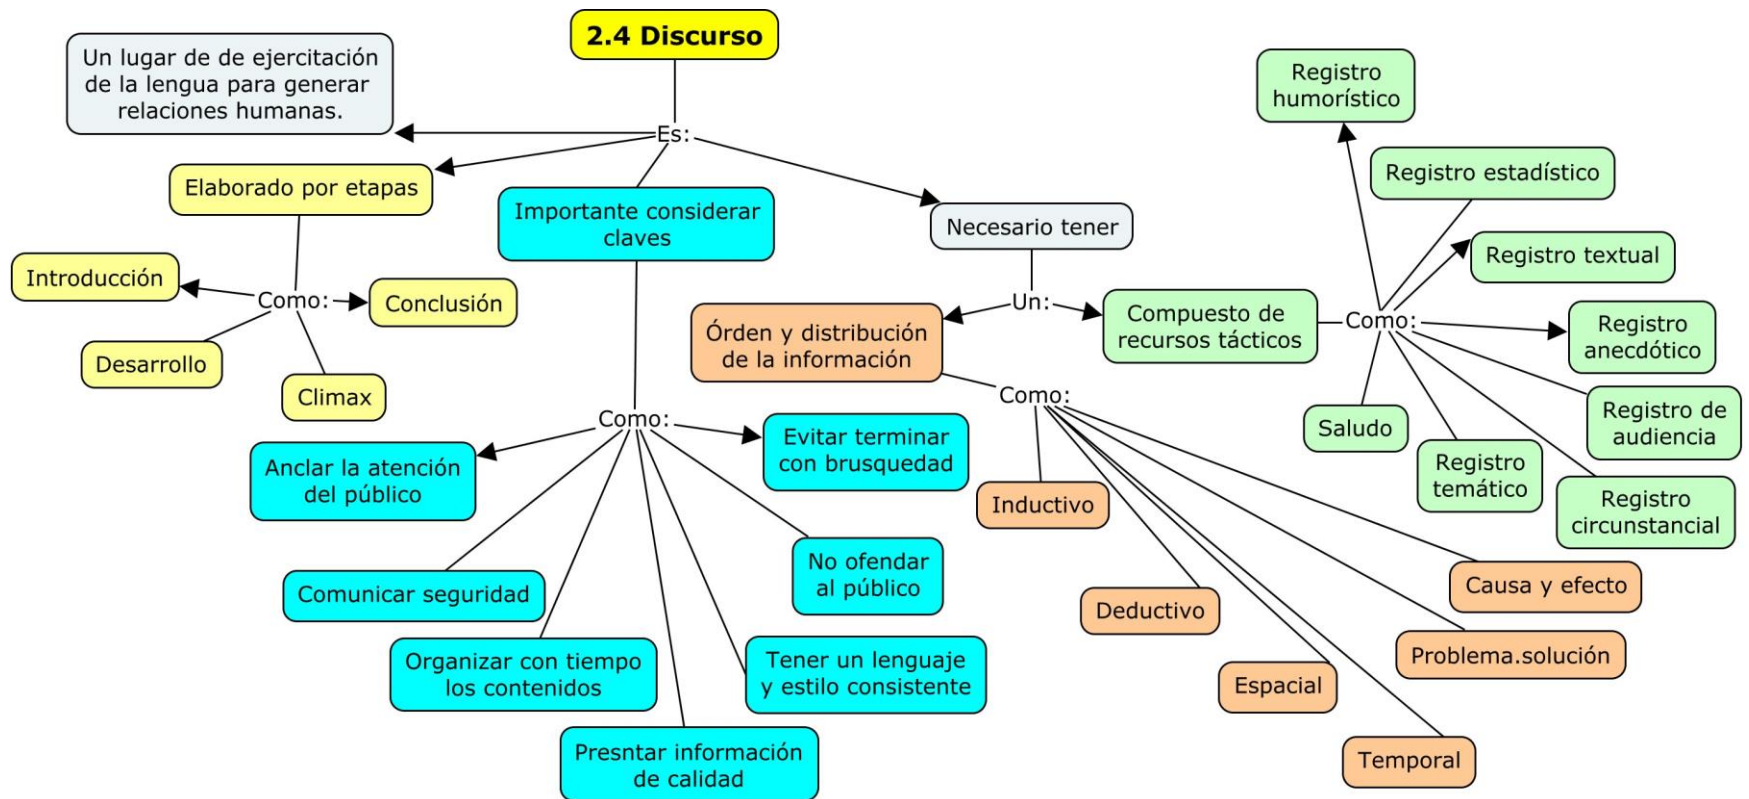 2.4 Discurso
Es:
Un lugar de de ejercitación
de la lengua para generar
relaciones humanas.
Elaborado por etapas
Como:
Introducción
Desarrollo
Climax
Conclusión
Importante considerar
claves
Como:
Anclar la atención
del público
Comunicar seguridad
Organizar con tiempo
los contenidos
Presntar información
de calidad
Tener un lenguaje
y estilo consistente
No ofendar
al público
Evitar terminar
con brusquedad
Necesario tener
Un:
Órden y distribución
de la información
Como:
Inductivo
Deductivo
Espacial
Temporal
Problema.solución
Causa y efecto
Compuesto de
recursos tácticos
Como:
Registro
humorístico
Registro estadístico
Registro textual
Registro
anecdótico
Registro de
audiencia
Registro
circunstancial
Registro
temático
Saludo